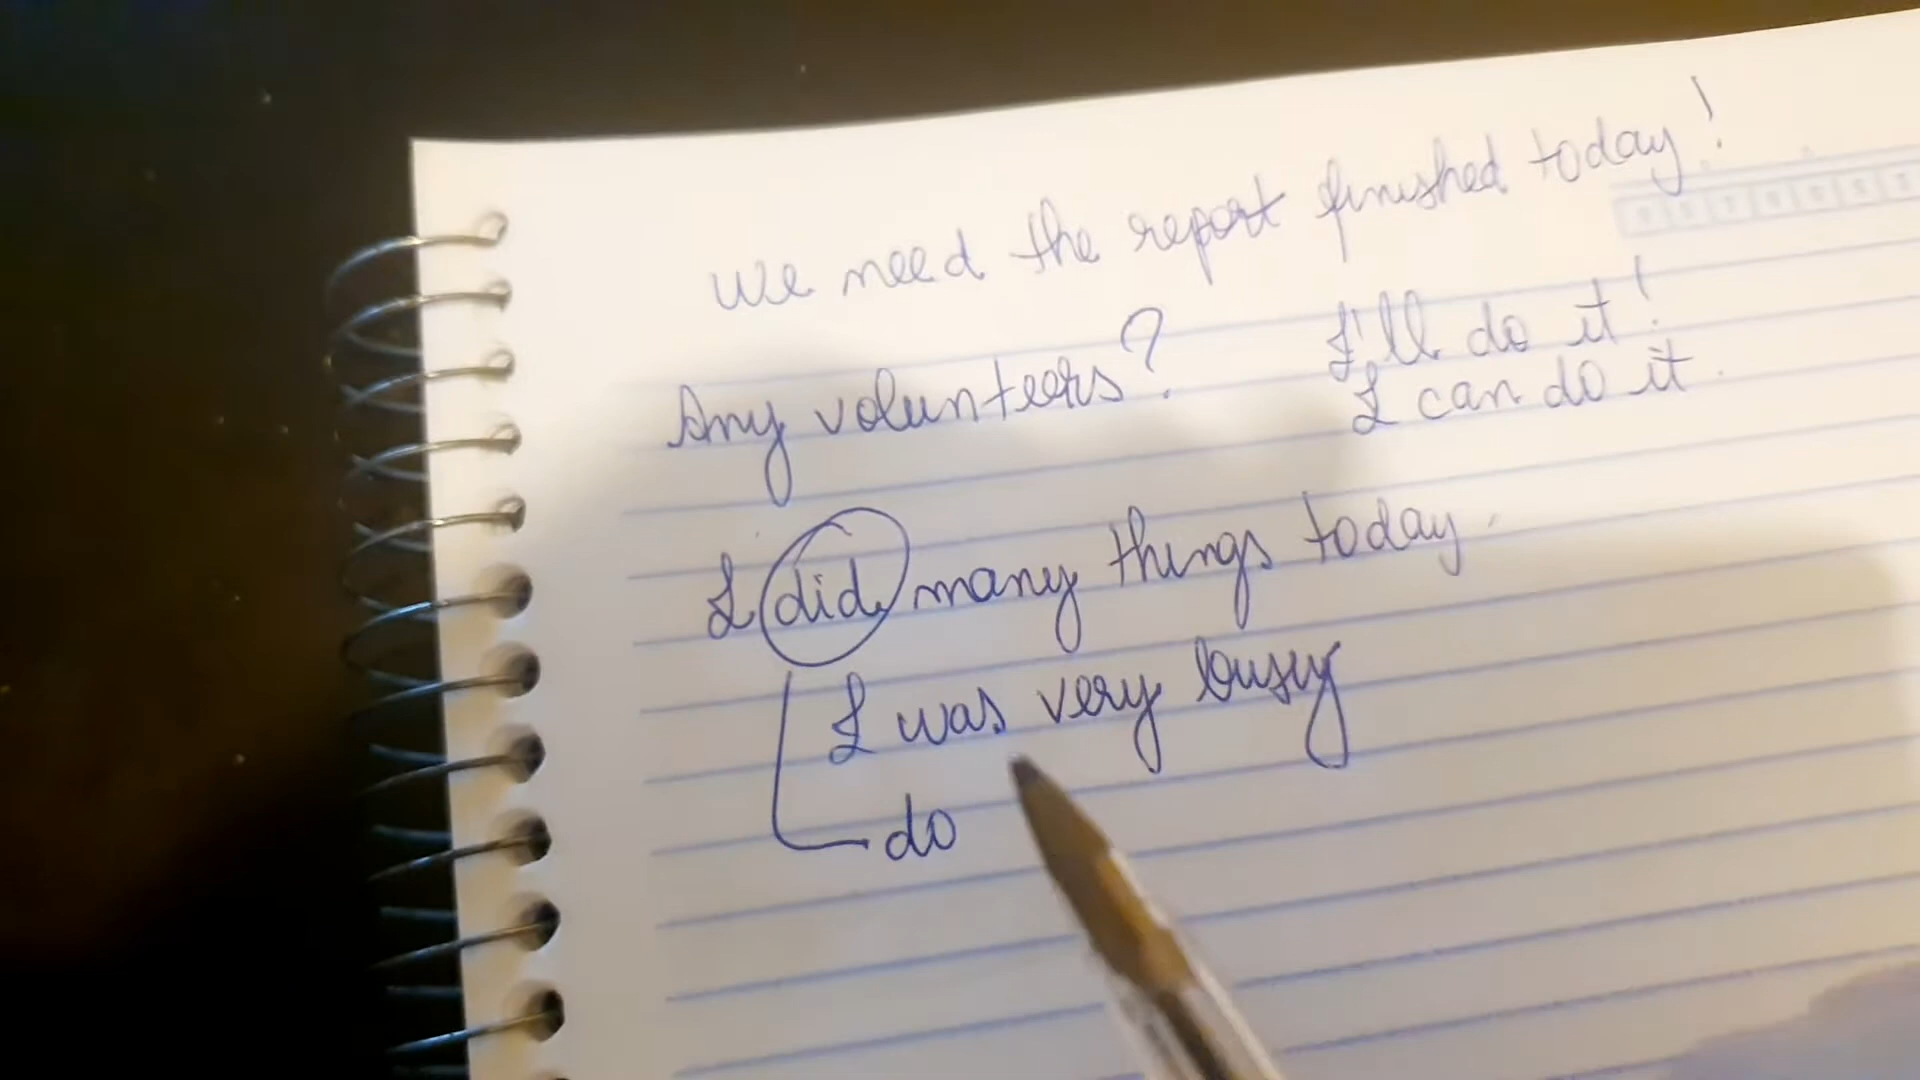 We need the report finished today!
Any volunteers? I'll do it!
I can do it.
I did many things today.
I was very busy
do